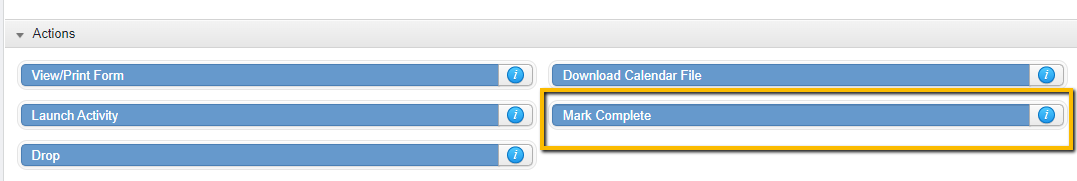 Actions
View/Print Form i
Download Calendar File i
Launch Activity i
Mark Complete i
Drop i